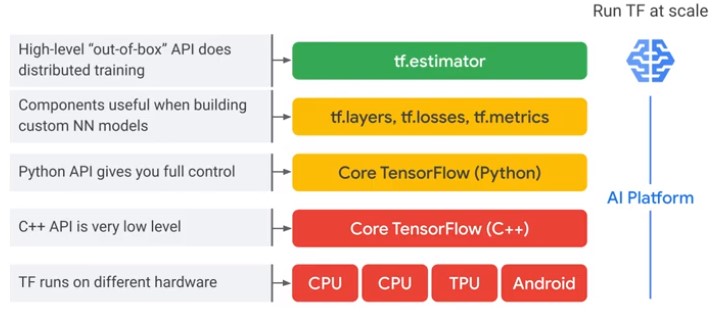 Run TF at scale
High-level “out-of-box” API does
distributed training
tf.estimator
Components useful when building
custom NN models
tf.layers, tf.losses, tf.metrics
Python API gives you full control
Core TensorFlow (Python)
AI Platform
C++ API is very low level
Core TensorFlow (C++)
TF runs on different hardware
CPU
CPU
TPU
Android